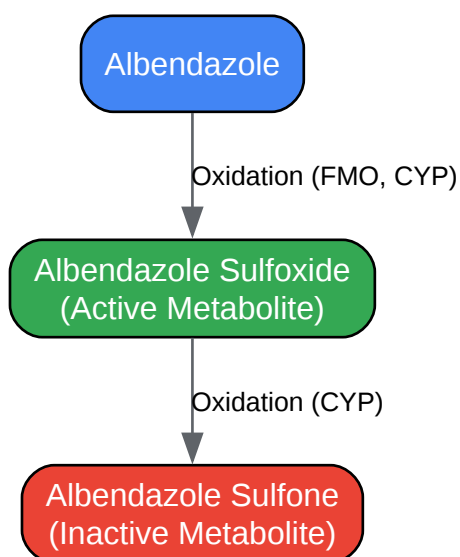 Albendazole
Oxidation (FMO, CYP)
Albendazole Sulfoxide
(Active Metabolite)
Oxidation (CYP)
Albendazole Sulfone
(Inactive Metabolite)